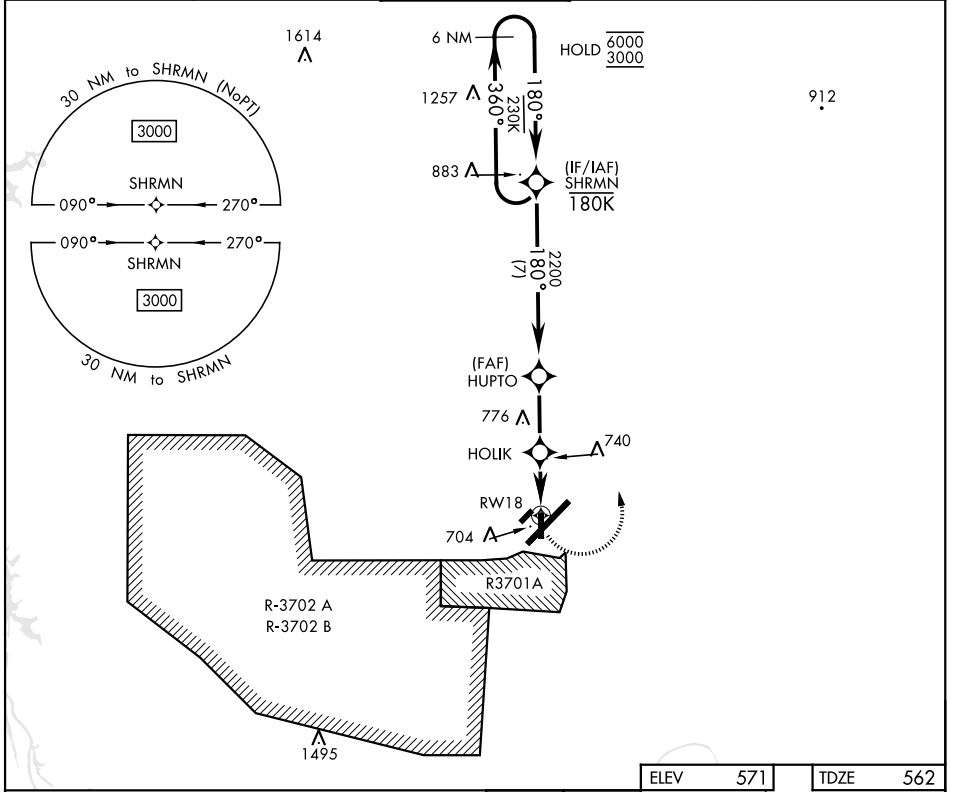 1614
6 NM
HOLD 6000
3000
30 NM to SHRMN (NoPT)
1257
360°
230K
180°
912
3000
SHRMN
090°
270°
883
(IF/IAF)
SHRMN
180K
090°
270°
SHRMN
2200
180°
(7)
3000
30 NM to SHRMN
(FAF)
HUPTO
776
HOLIK
740
RW18
704
R3701A
R-3702 A
R-3702 B
1495
ELEV 571
TDZE 562